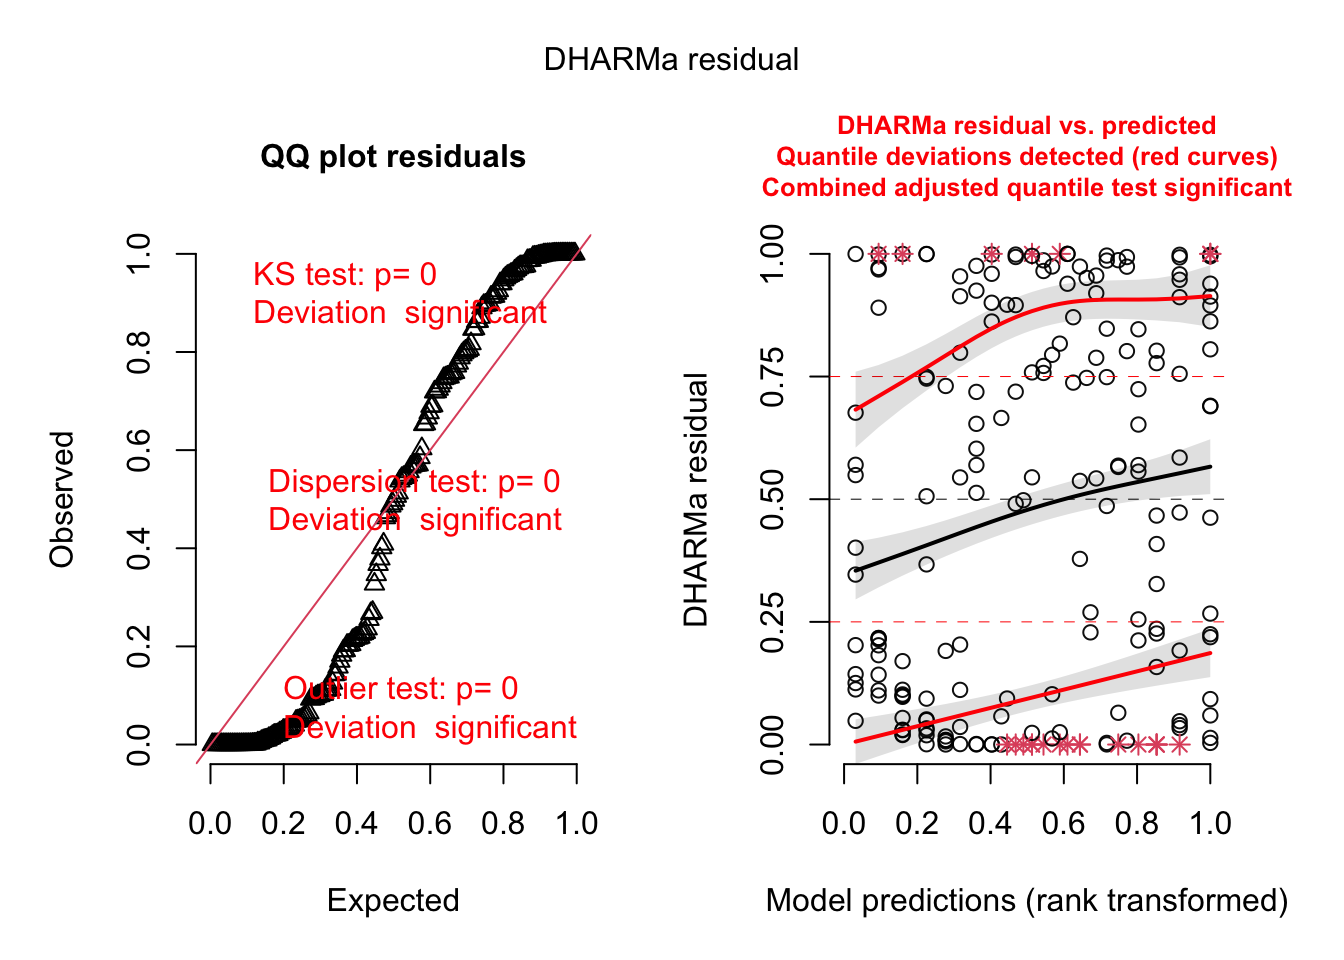 DHARMa residual
QQ plot residuals
KS test: p= 0
Deviation  significant
Dispersion test: p= 0
Deviation  significant
Outlier test: p= 0
Deviation  significant
Observed
0.0 0.2 0.4 0.6 0.8 1.0
0.0 0.2 0.4 0.6 0.8 1.0
Expected
DHARMa residual vs. predicted
Quantile deviations detected (red curves)
Combined adjusted quantile test significant
DHARMa residual
0.00 0.25 0.50 0.75 1.00
0.0 0.2 0.4 0.6 0.8 1.0
Model predictions (rank transformed)